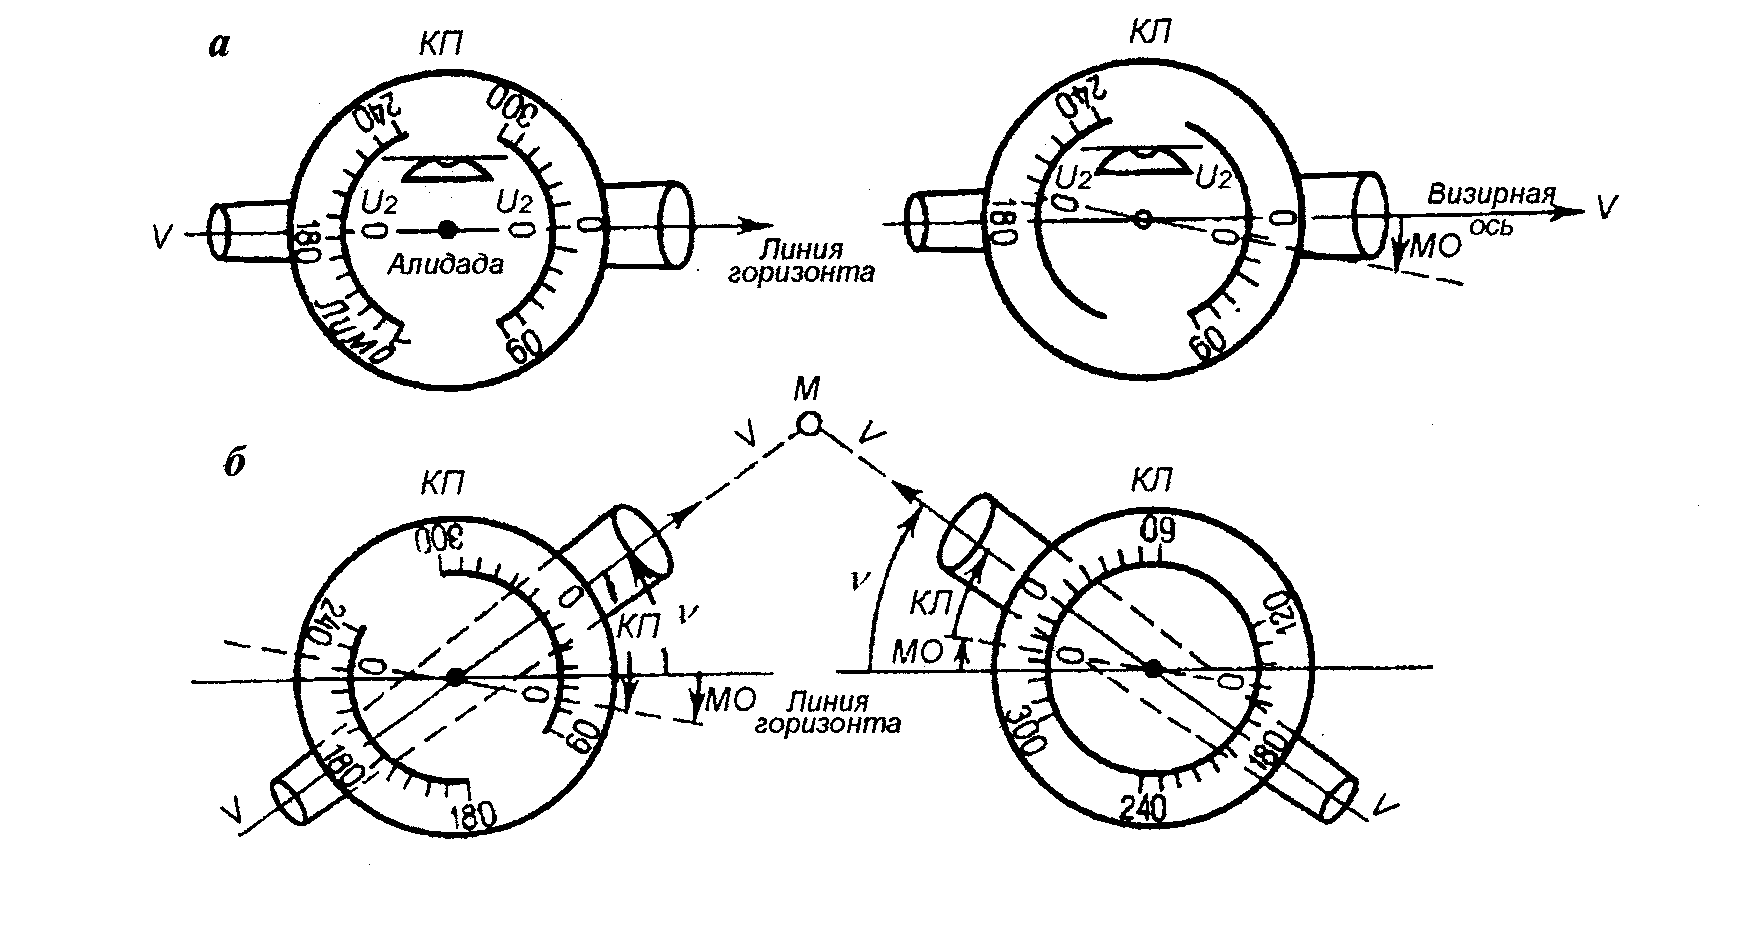 а
КП
КЛ
240
300
240
U2
U2
U2
U2
Визирная
ось
V
180
0
0
0
V
180
0
0
0
МО
Алидада
Линия
горизонта
Лимб
60
60
М
V
V
б
КП
КЛ
300
60
ν
0
240
КП
ν
КЛ
0
120
0
0
МО
МО
0
0
Линия
горизонта
60
300
180
180
180
240
V
V